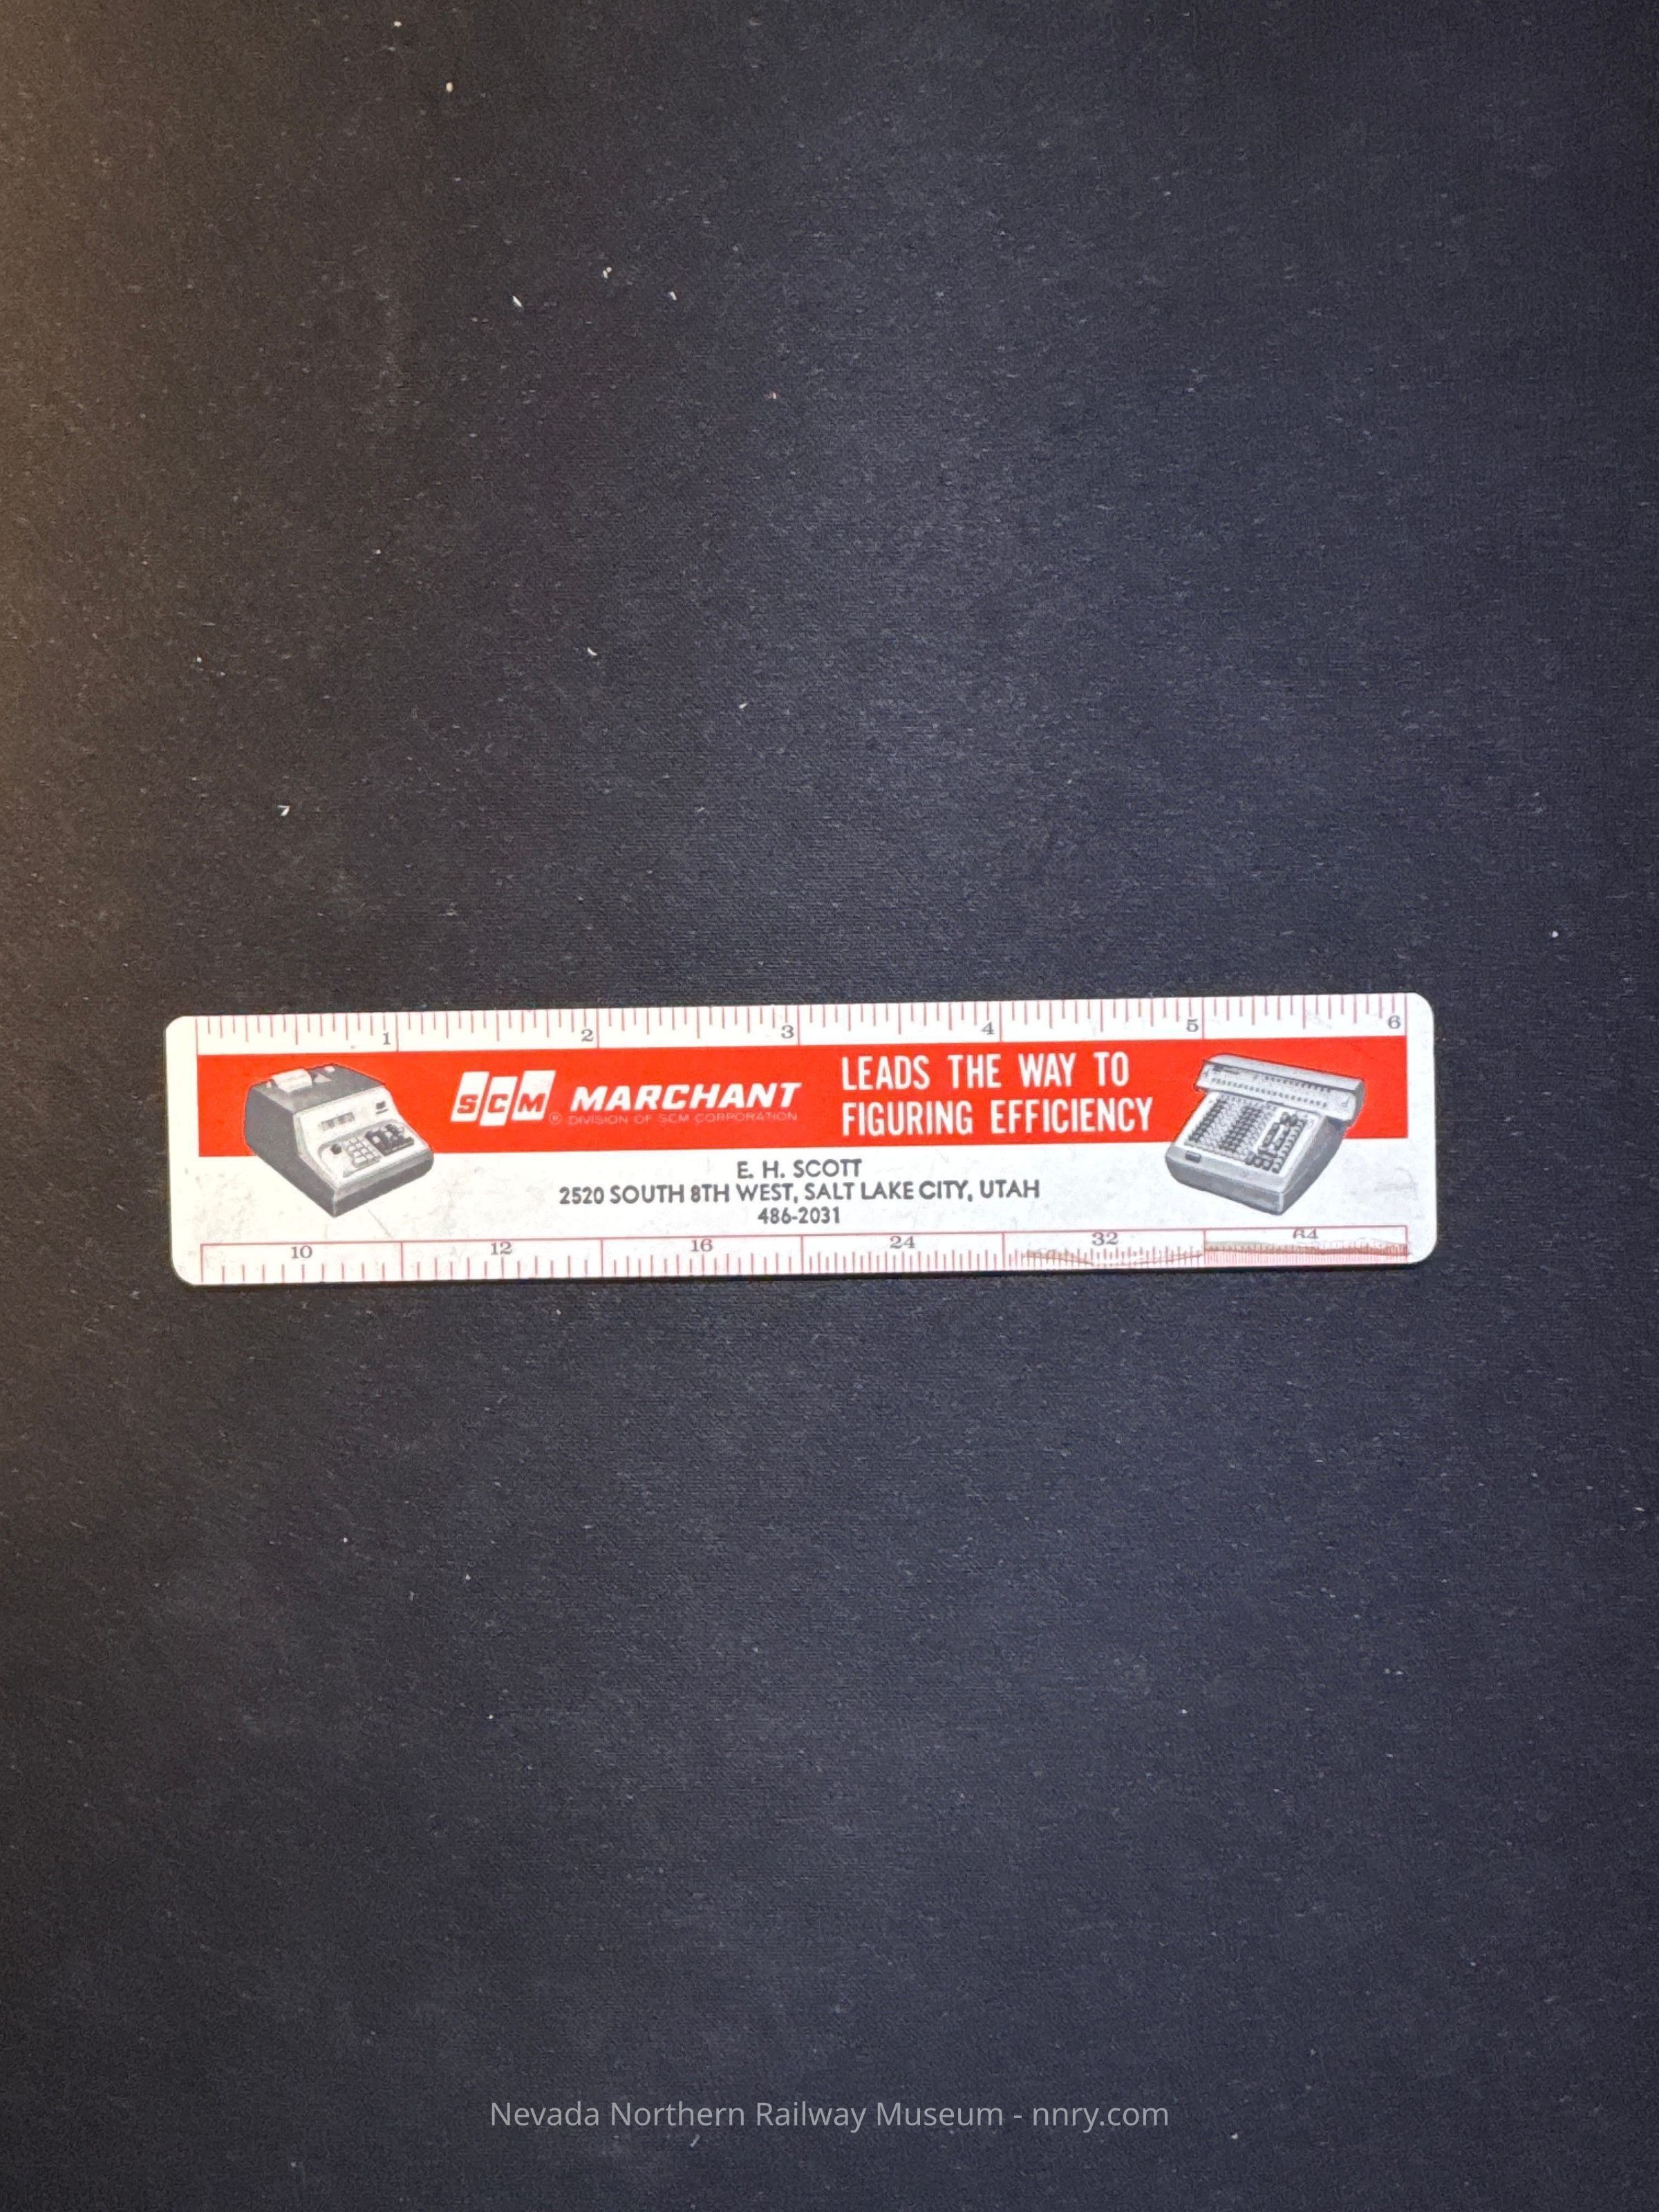 1 2 3 4 5 6
SCM MARCHANT
® DIVISION OF SCM CORPORATION
LEADS THE WAY TO
FIGURING EFFICIENCY
E. H. SCOTT
2520 SOUTH 8TH WEST, SALT LAKE CITY, UTAH
486-2031
10 12 16 24 32 64
Nevada Northern Railway Museum - nnry.com